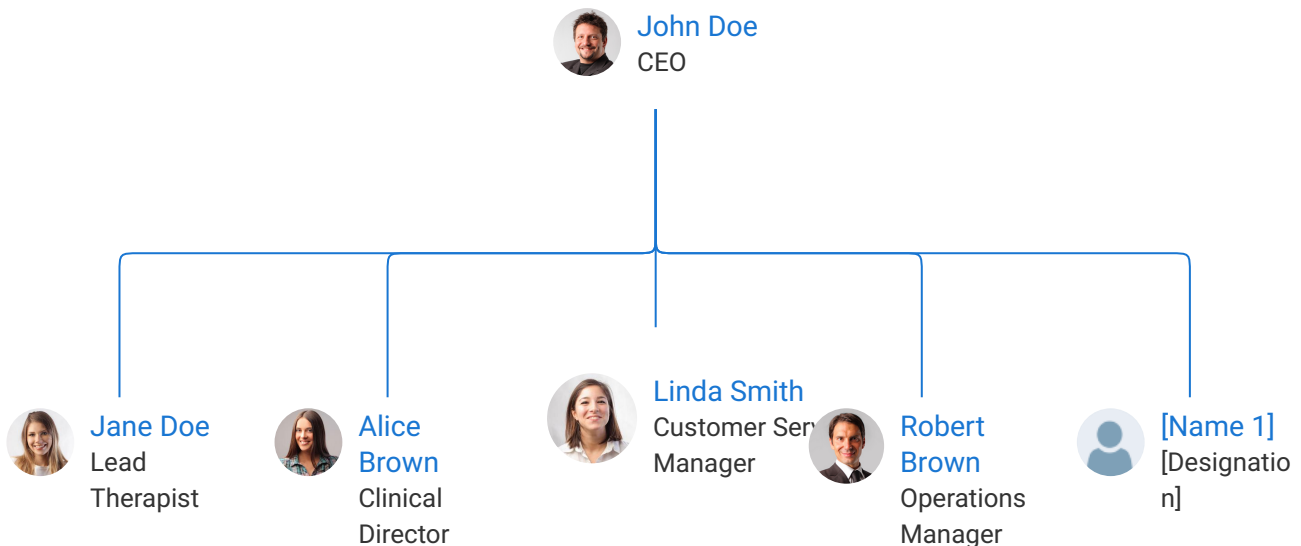 John Doe
CEO
Jane Doe
Lead
Therapist
Alice
Brown
Clinical
Director
Linda Smith
Customer Ser
Manager
Robert
Brown
Operations
Manager
[Name 1]
[Designatio
n]